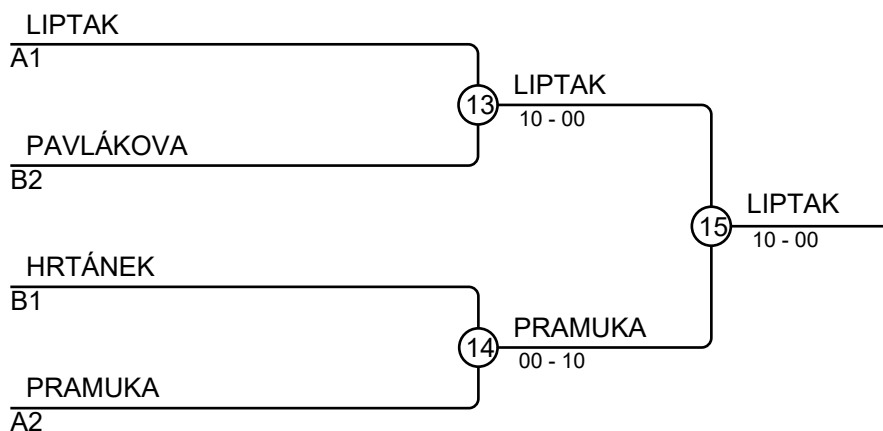 LIPTAK
A1
13
LIPTAK
10 - 00
PAVLÁKOVA
B2
15
LIPTAK
10 - 00
HRTÁNEK
B1
14
PRAMUKA
00 - 10
PRAMUKA
A2